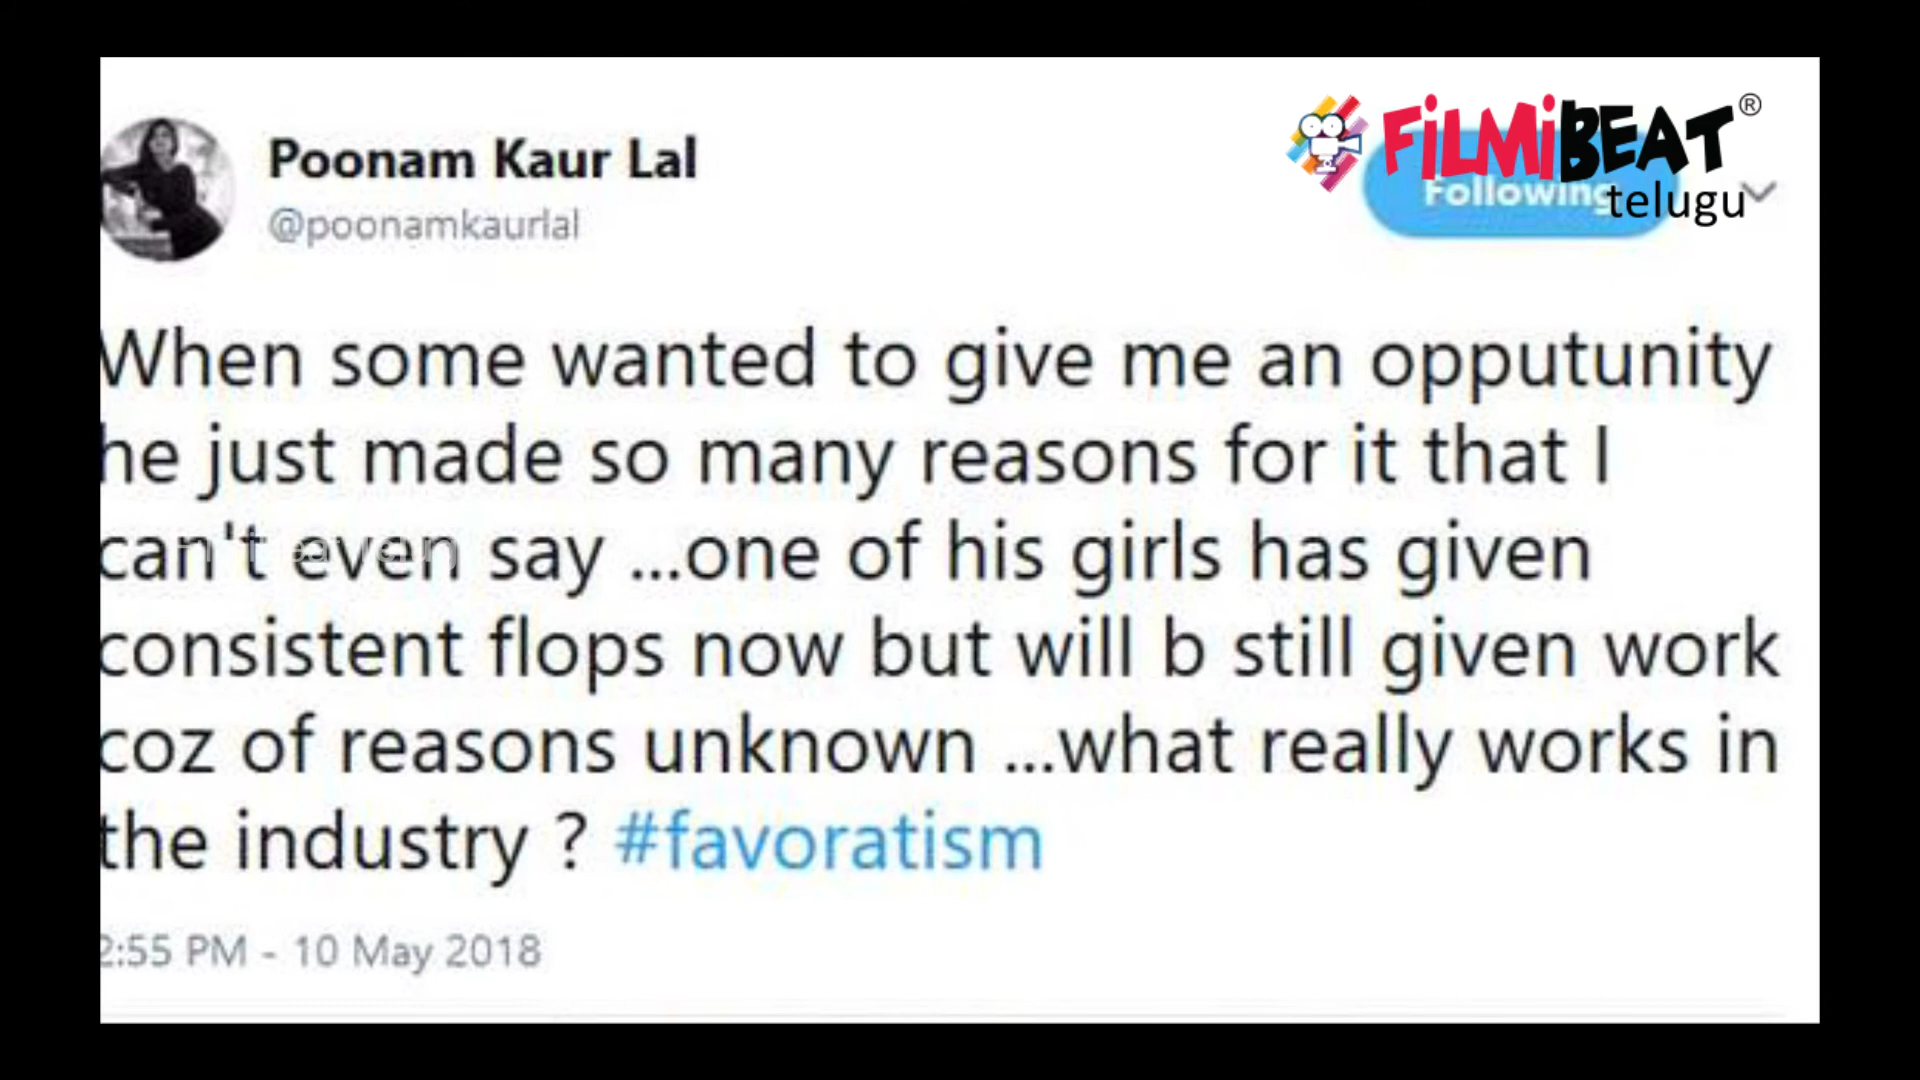 Poonam Kaur Lal
@poonamkaurlal
FiLMiBEAT®
Following
telugu
When some wanted to give me an opputunity
he just made so many reasons for it that I
can't even say ...one of his girls has given
consistent flops now but will b still given work
coz of reasons unknown ...what really works in
the industry ? #favoratism
2:55 PM - 10 May 2018